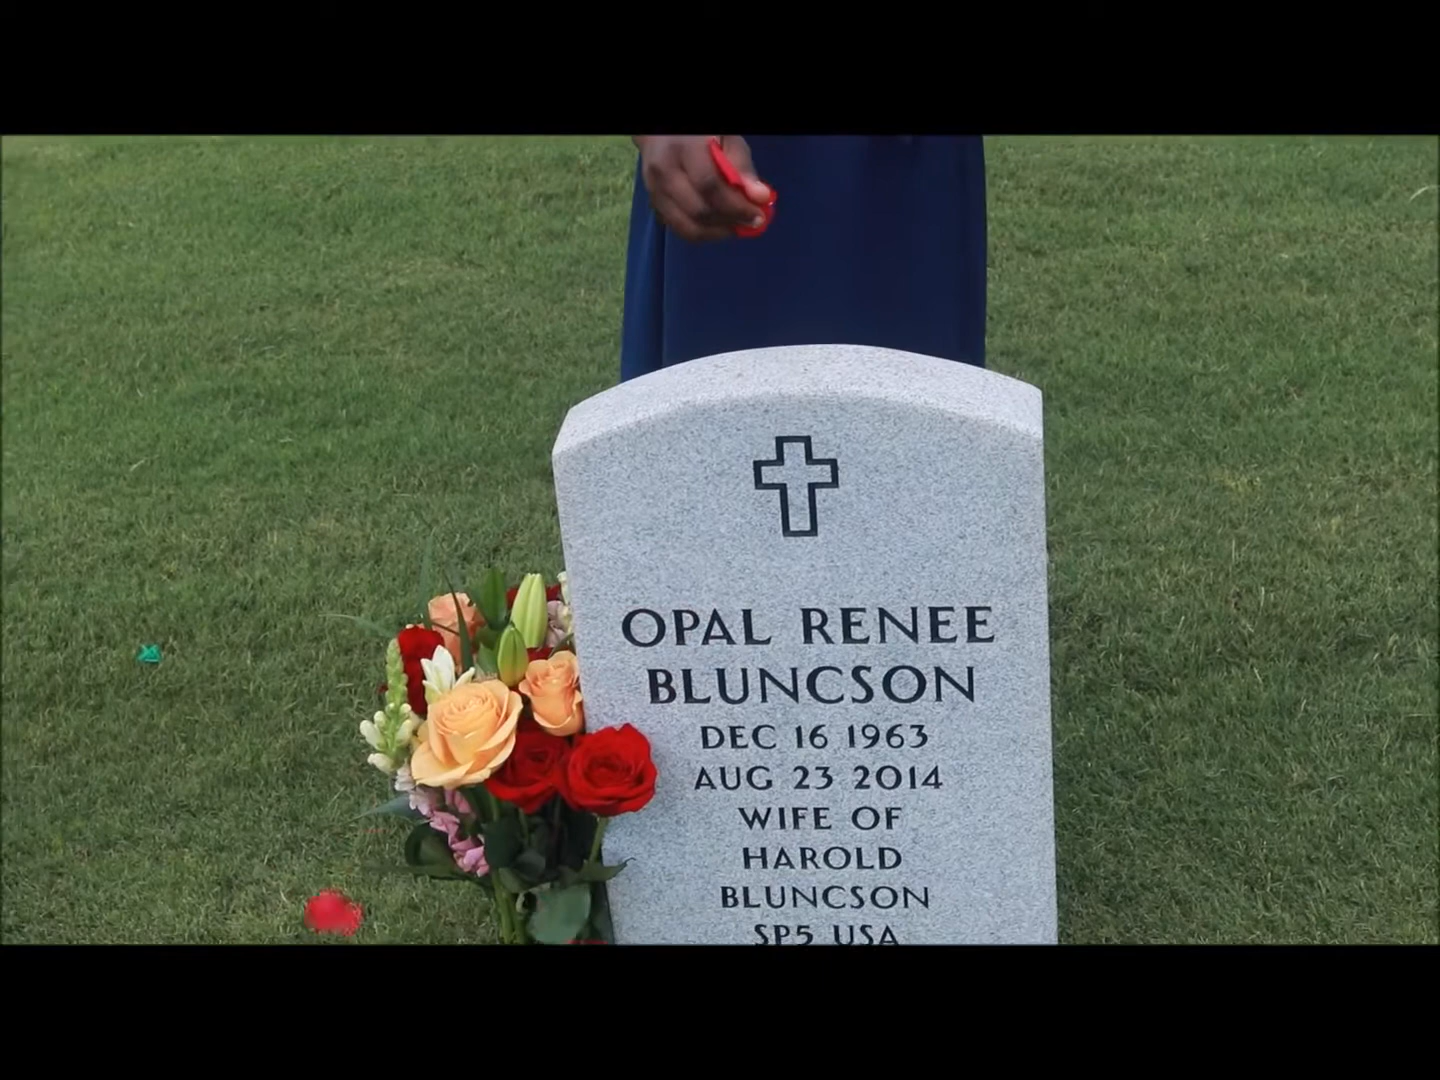 OPAL RENEE
BLUNCSON
DEC 16 1963
AUG 23 2014
WIFE OF
HAROLD
BLUNCSON
SP5 USA